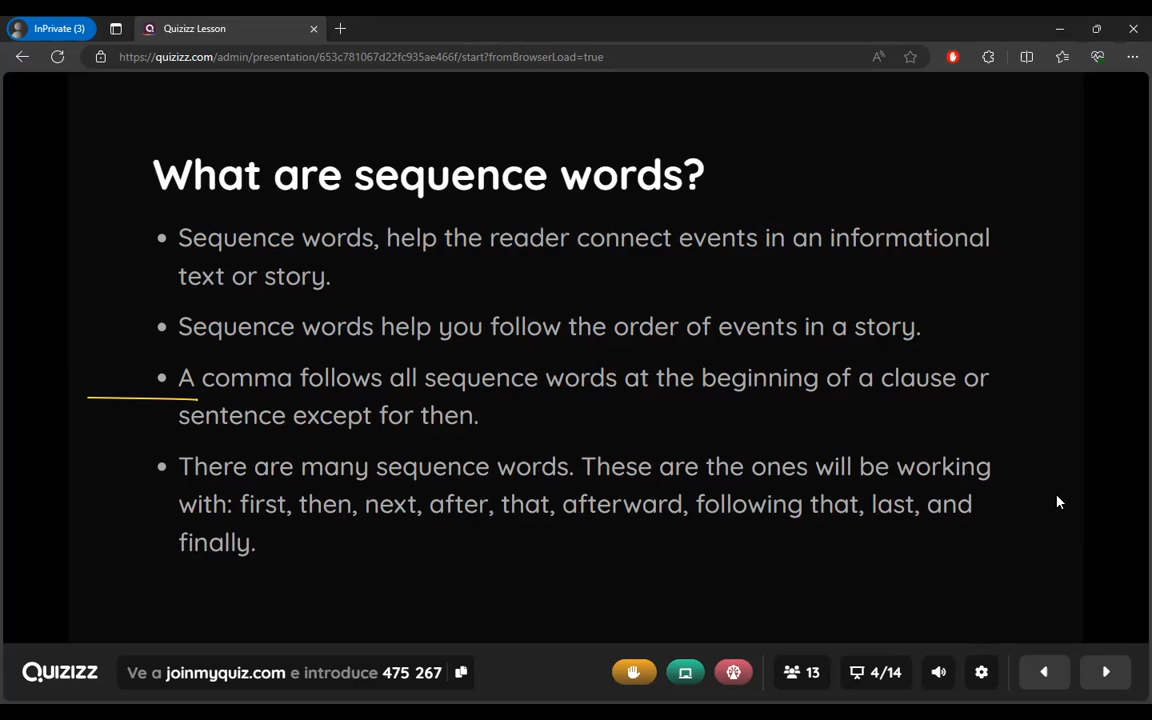 InPrivate (3)
Quizizz Lesson
https://quizizz.com/admin/presentation/653c781067d22fc935ae466f/start?fromBrowserLoad=true
What are sequence words?
• Sequence words, help the reader connect events in an informational
text or story.
• Sequence words help you follow the order of events in a story.
• A comma follows all sequence words at the beginning of a clause or
sentence except for then.
• There are many sequence words. These are the ones will be working
with: first, then, next, after, that, afterward, following that, last, and
finally.
QUIZIZZ Ve a joinmyquiz.com e introduce 475 267 13 4/14